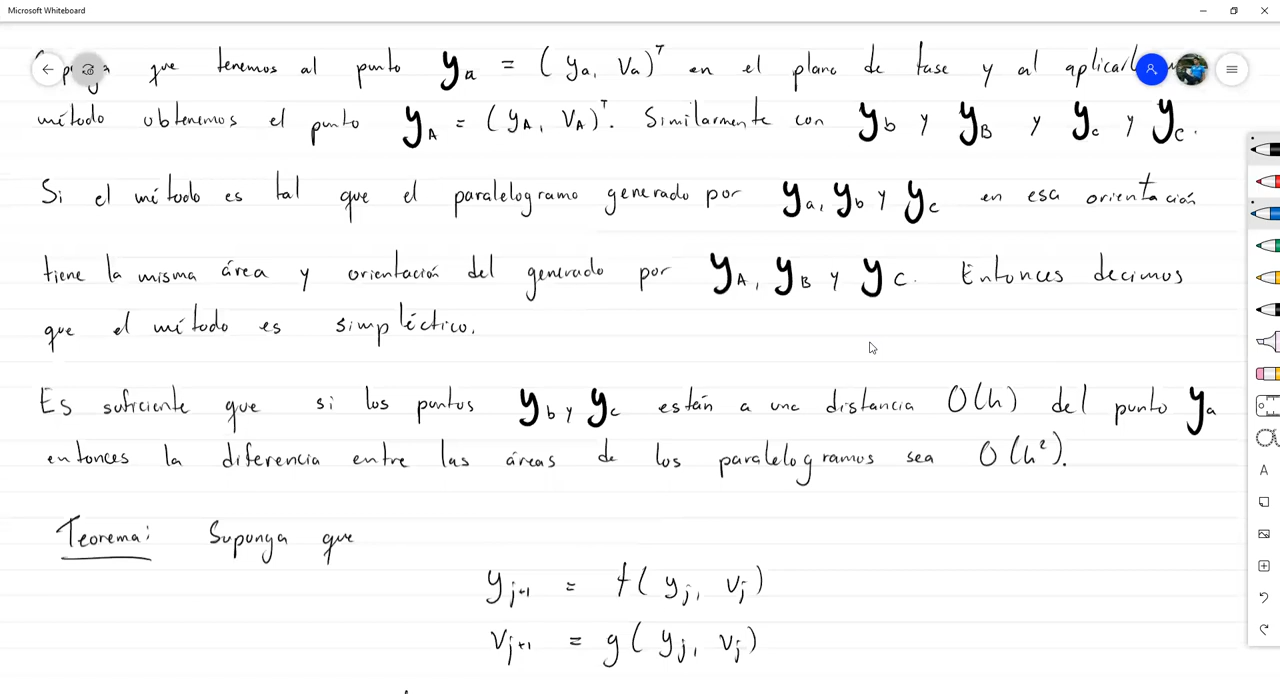 Microsoft Whiteboard
que tenemos al punto y_a = (y_a, v_a)^T en el plano de fase y al aplicar
método obtenemos el punto y_A = (y_A, v_A)^T. Similarmente con y_b y y_B y y_c y y_C.
Si el método es tal que el paralelogramo generado por y_a, y_b y y_c en esa orientación
tiene la misma área y orientación del generado por y_A, y_B y y_C. Entonces decimos
que el método es simpléctico.
Es suficiente que si los puntos y_b y y_c están a una distancia O(h) del punto y_a
entonces la diferencia entre las áreas de los paralelogramos sea O(h²).
Teorema: Suponga que
y_{j+1} = f(y_j, v_j)
v_{j+1} = g(y_j, v_j)
A